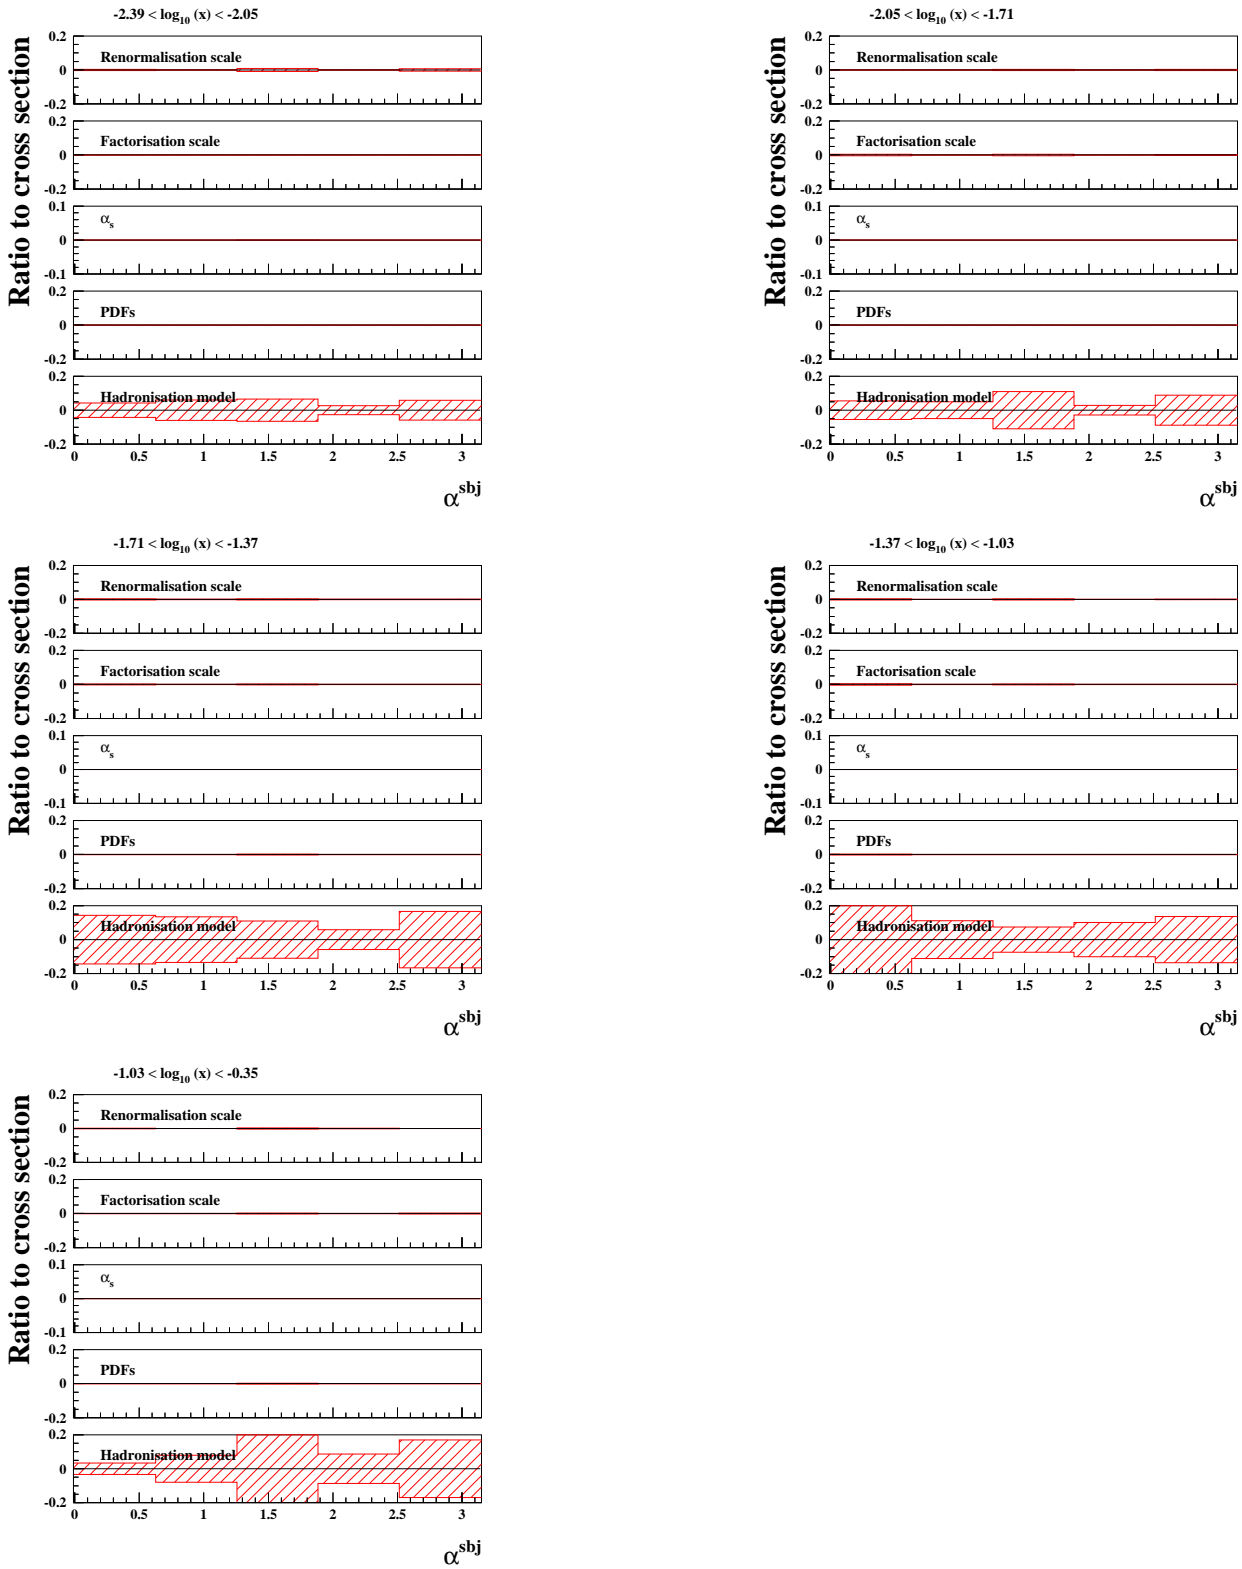 -2.39 < log10 (x) < -2.05
Ratio to cross section
0.2
Renormalisation scale
0
-0.2
0.2
Factorisation scale
0
-0.2
0.1
αs
0
-0.1
0.2
PDFs
0
-0.2
0.2
Hadronisation model
0
-0.2
0 0.5 1 1.5 2 2.5 3
α^sbj
-2.05 < log10 (x) < -1.71
Ratio to cross section
0.2
Renormalisation scale
0
-0.2
0.2
Factorisation scale
0
-0.2
0.1
αs
0
-0.1
0.2
PDFs
0
-0.2
0.2
Hadronisation model
0
-0.2
0 0.5 1 1.5 2 2.5 3
α^sbj
-1.71 < log10 (x) < -1.37
Ratio to cross section
0.2
Renormalisation scale
0
-0.2
0.2
Factorisation scale
0
-0.2
0.1
αs
0
-0.1
0.2
PDFs
0
-0.2
0.2
Hadronisation model
0
-0.2
0 0.5 1 1.5 2 2.5 3
α^sbj
-1.37 < log10 (x) < -1.03
Ratio to cross section
0.2
Renormalisation scale
0
-0.2
0.2
Factorisation scale
0
-0.2
0.1
αs
0
-0.1
0.2
PDFs
0
-0.2
0.2
Hadronisation model
0
-0.2
0 0.5 1 1.5 2 2.5 3
α^sbj
-1.03 < log10 (x) < -0.35
Ratio to cross section
0.2
Renormalisation scale
0
-0.2
0.2
Factorisation scale
0
-0.2
0.1
αs
0
-0.1
0.2
PDFs
0
-0.2
0.2
Hadronisation model
0
-0.2
0 0.5 1 1.5 2 2.5 3
α^sbj